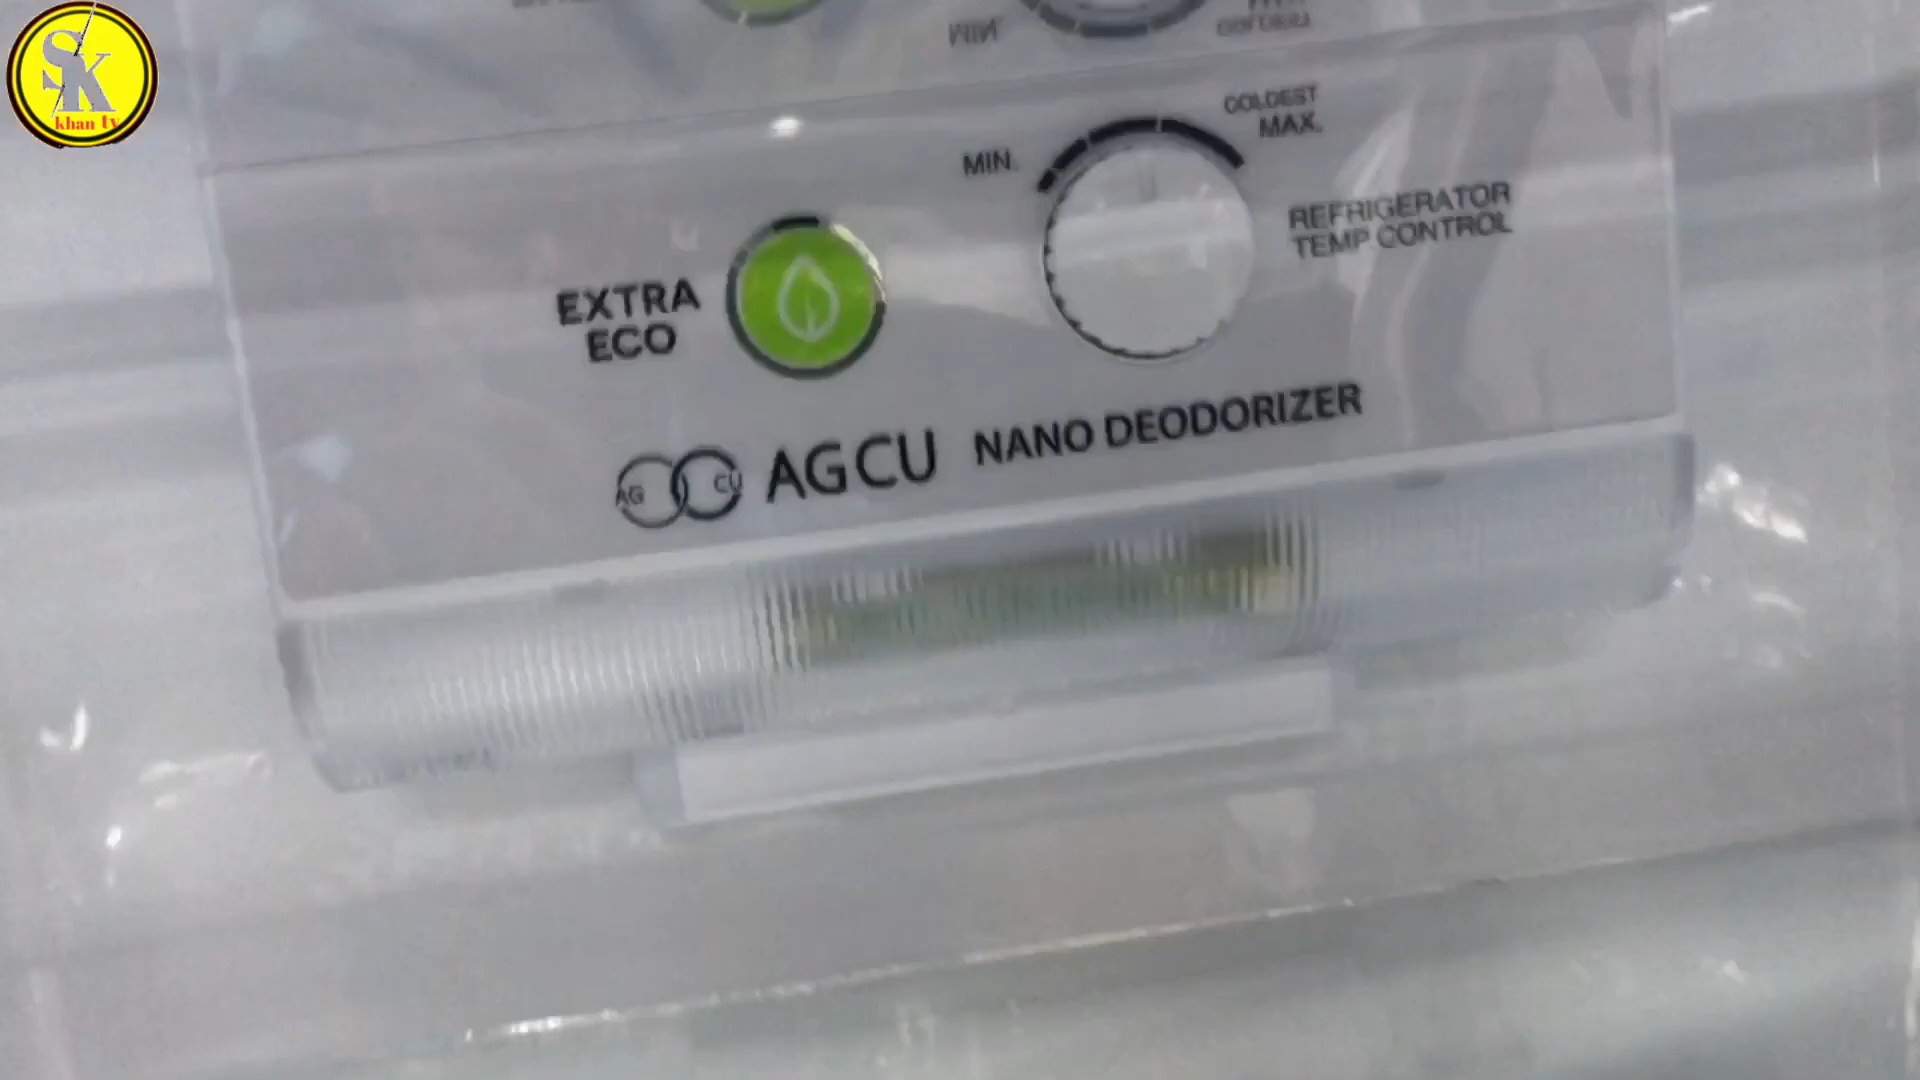 SK
khan tv
MIN.
COLDEST
MAX.
REFRIGERATOR
TEMP CONTROL
EXTRA
ECO
AG CU AGCU NANO DEODORIZER